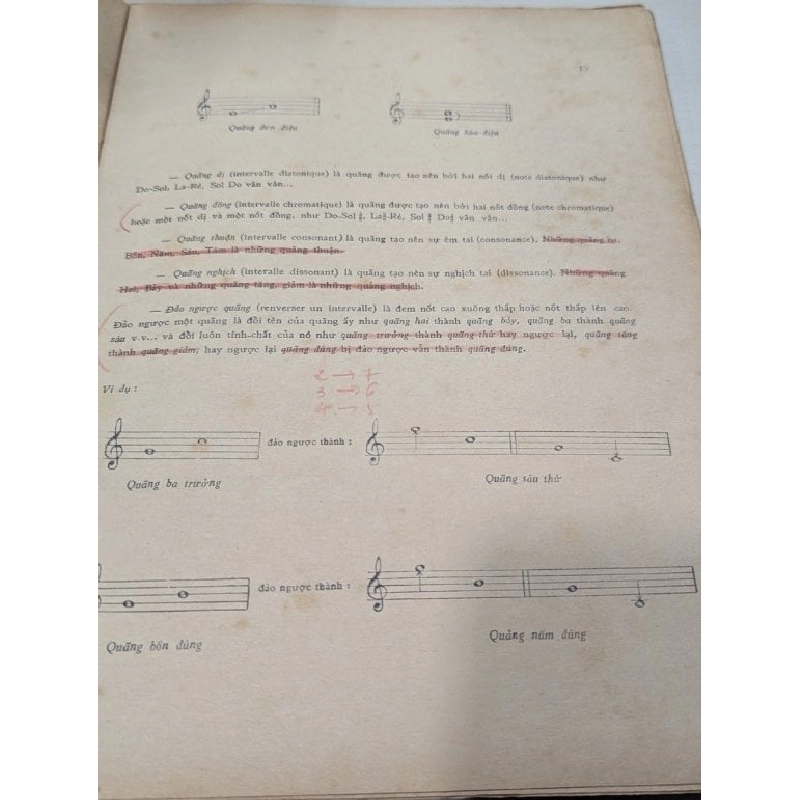 Quãng đơn điệu
Quãng hòa điệu
— Quãng dị (intervalle diatonique) là quãng được tạo nên bởi hai nốt dị (note diatonique) như
Do-Sol, La-Ré, Sol Do vân vân...
— Quãng đồng (intervalle chromatique) là quãng được tạo nên bởi hai nốt đồng (note chromatique)
hoặc một nốt dị và một nốt đồng, như Do-Sol ♯, La♯-Ré, Sol ♯ Do♯ vân vân...
— Quãng thuận (intervalle consonant) là quãng tạo nên sự êm tai (consonance). Những quãng ba,
Bốn, Năm, Sáu, Tám là những quãng thuận.
— Quãng nghịch (intervalle dissonant) là quãng tạo nên sự nghịch tai (dissonance). Những quãng
Hai, Bảy và những quãng tăng, giảm là những quãng nghịch.
— Đảo ngược quãng (renverser un intervalle) là đem nốt cao xuống thấp hoặc nốt thấp lên cao.
Đảo ngược một quãng là đổi tên của quãng ấy như quãng hai thành quãng bảy, quãng ba thành quãng
sáu v.v... và đổi luôn tính-chất của nó như quãng trưởng thành quãng thứ hay ngược lại, quãng tăng
thành quãng giảm; hay ngược lại quãng đúng bị đảo ngược vẫn thành quãng đúng.
2 → 7
3 → 6
4 → 5
Ví dụ :
đảo ngược thành :
Quãng ba trưởng
Quãng sáu thứ
đảo ngược thành :
Quãng bốn đúng
Quãng năm đúng